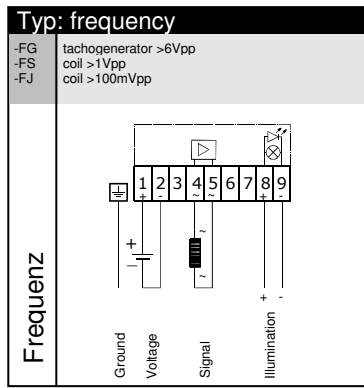 Typ: frequency
-FG tachogenerator >6Vpp
-FS coil >1Vpp
-FJ coil >100mVpp
1 2 3 4 5 6 7 8 9
+ - ~ ~ + -
+
–
~
~
+ -
Frequenz
Ground
Voltage
Signal
Illumination